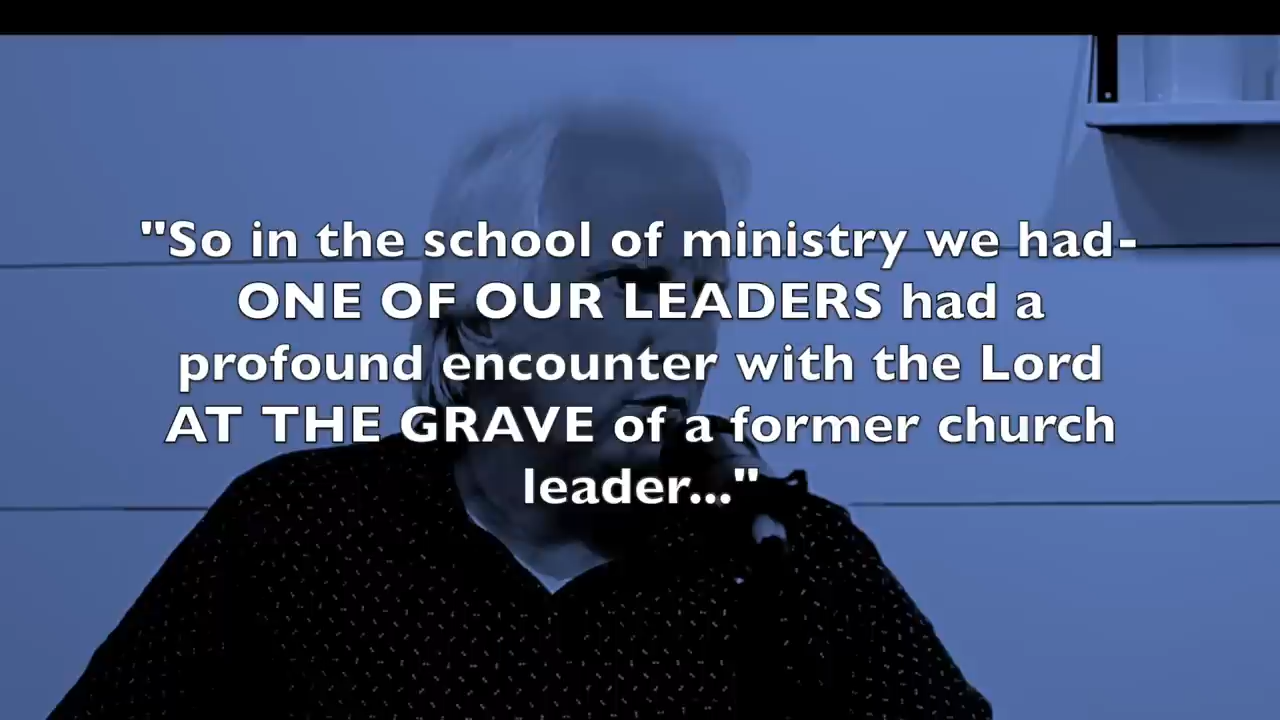 "So in the school of ministry we had-
ONE OF OUR LEADERS had a
profound encounter with the Lord
AT THE GRAVE of a former church
leader..."